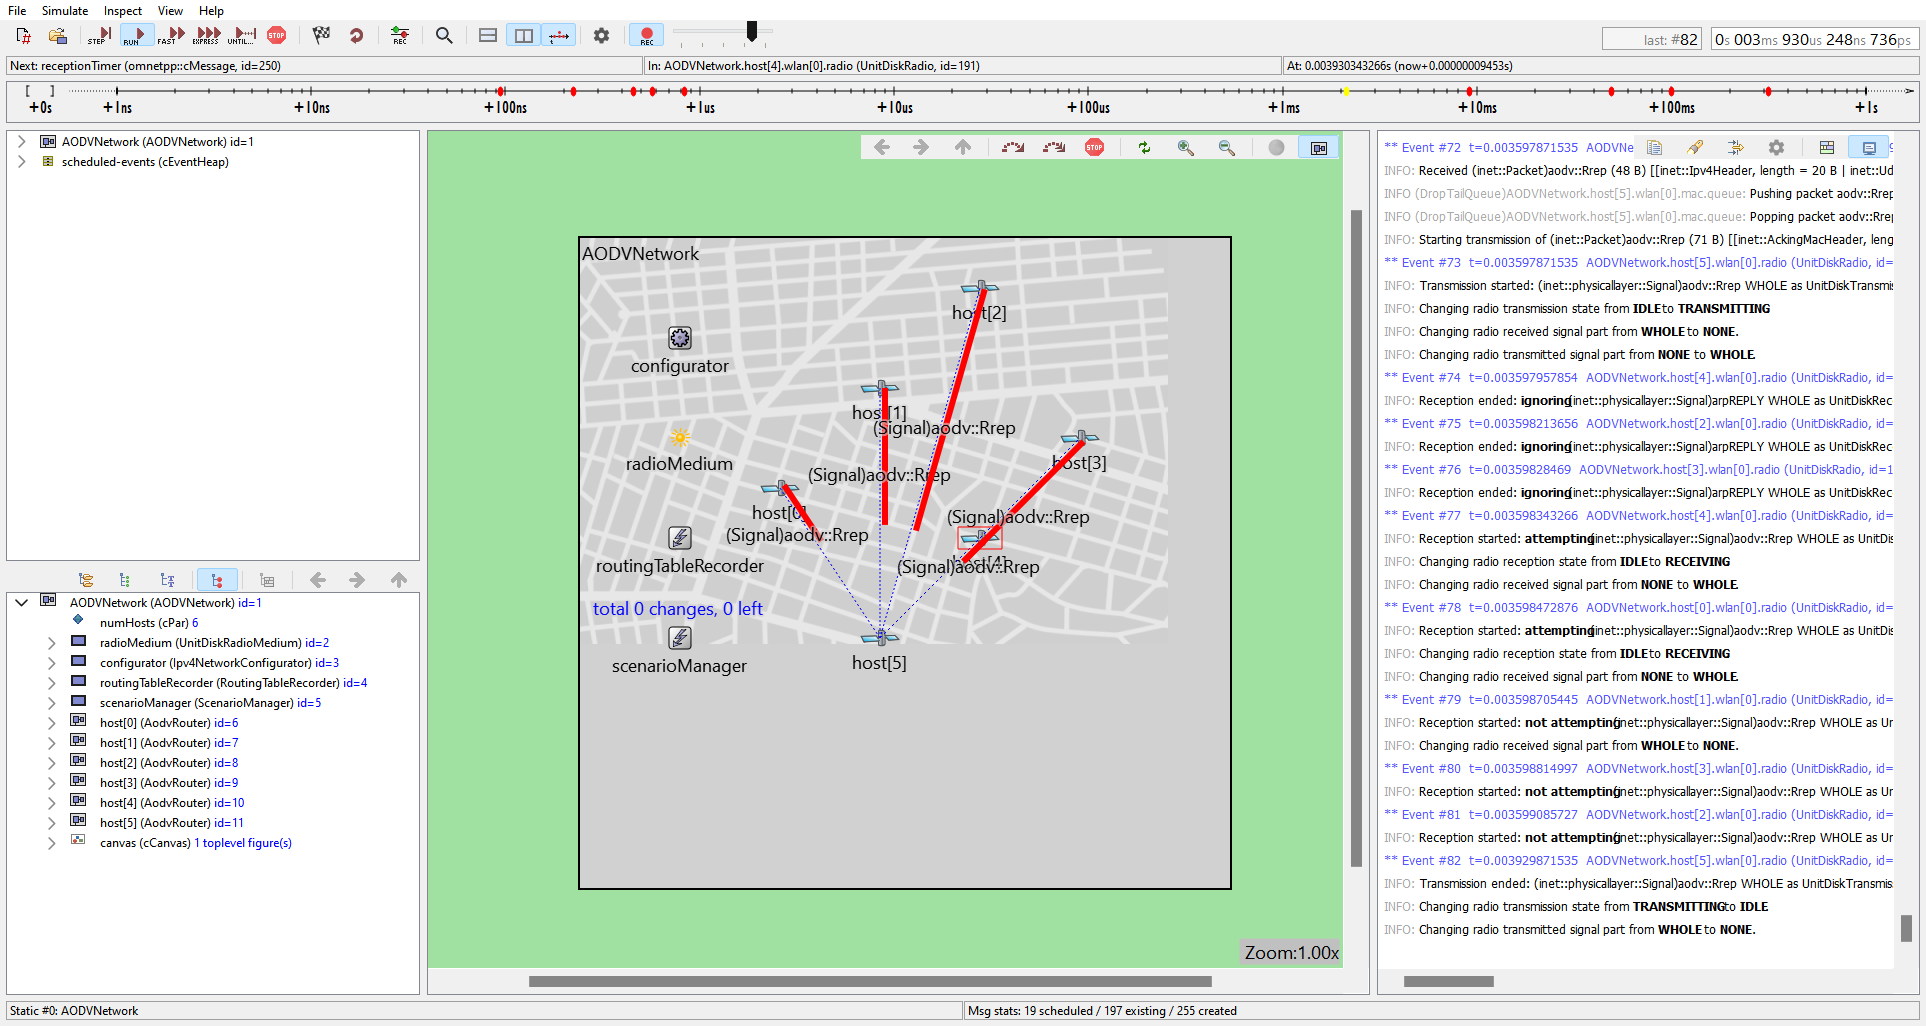 File Simulate Inspect View Help
STEP RUN FAST EXPRESS UNTIL... STOP REC REC
last: #82 0s 003ms 930us 248ns 736ps
Next: receptionTimer (omnetpp::cMessage, id=250)
In: AODVNetwork.host[4].wlan[0].radio (UnitDiskRadio, id=191)
At: 0.003930343266s (now+0.00000009453s)
+0s +1ns +10ns +100ns +1us +10us +100us +1ms +10ms +100ms +1s
AODVNetwork (AODVNetwork) id=1
scheduled-events (cEventHeap)
AODVNetwork (AODVNetwork) id=1
numHosts (cPar) 6
radioMedium (UnitDiskRadioMedium) id=2
configurator (Ipv4NetworkConfigurator) id=3
routingTableRecorder (RoutingTableRecorder) id=4
scenarioManager (ScenarioManager) id=5
host[0] (AodvRouter) id=6
host[1] (AodvRouter) id=7
host[2] (AodvRouter) id=8
host[3] (AodvRouter) id=9
host[4] (AodvRouter) id=10
host[5] (AodvRouter) id=11
canvas (cCanvas) 1 toplevel figure(s)
STOP
AODVNetwork
host[2]
configurator
host[1]
(Signal)aodv::Rrep
radioMedium
host[3]
(Signal)aodv::Rrep
host[0]
(Signal)aodv::Rrep
(Signal)aodv::Rrep
routingTableRecorder
(Signal)aodv::Rrep
total 0 changes, 0 left
scenarioManager
host[5]
Zoom:1.00x
** Event #72 t=0.003597871535 AODVNe
INFO: Received (inet::Packet)aodv::Rrep (48 B) [[inet::Ipv4Header, length = 20 B | inet::Ud
INFO (DropTailQueue)AODVNetwork.host[5].wlan[0].mac.queue: Pushing packet aodv::Rrep
INFO (DropTailQueue)AODVNetwork.host[5].wlan[0].mac.queue: Popping packet aodv::Rrep
INFO: Starting transmission of (inet::Packet)aodv::Rrep (71 B) [[inet::AckingMacHeader, leng
** Event #73 t=0.003597871535 AODVNetwork.host[5].wlan[0].radio (UnitDiskRadio, id=
INFO: Transmission started: (inet::physicallayer::Signal)aodv::Rrep WHOLE as UnitDiskTransmis
INFO: Changing radio transmission state from IDLE to TRANSMITTING
INFO: Changing radio received signal part from WHOLE to NONE.
INFO: Changing radio transmitted signal part from NONE to WHOLE.
** Event #74 t=0.003597957854 AODVNetwork.host[4].wlan[0].radio (UnitDiskRadio, id=
INFO: Reception ended: ignoring (inet::physicallayer::Signal)arpREPLY WHOLE as UnitDiskRec
** Event #75 t=0.003598213656 AODVNetwork.host[2].wlan[0].radio (UnitDiskRadio, id=
INFO: Reception ended: ignoring (inet::physicallayer::Signal)arpREPLY WHOLE as UnitDiskRec
** Event #76 t=0.00359828469 AODVNetwork.host[3].wlan[0].radio (UnitDiskRadio, id=1
INFO: Reception ended: ignoring (inet::physicallayer::Signal)arpREPLY WHOLE as UnitDiskRec
** Event #77 t=0.003598343266 AODVNetwork.host[4].wlan[0].radio (UnitDiskRadio, id=
INFO: Reception started: attempting (inet::physicallayer::Signal)aodv::Rrep WHOLE as UnitDis
INFO: Changing radio reception state from IDLE to RECEIVING
INFO: Changing radio received signal part from NONE to WHOLE.
** Event #78 t=0.003598472876 AODVNetwork.host[0].wlan[0].radio (UnitDiskRadio, id=
INFO: Reception started: attempting (inet::physicallayer::Signal)aodv::Rrep WHOLE as UnitDis
INFO: Changing radio reception state from IDLE to RECEIVING
INFO: Changing radio received signal part from NONE to WHOLE.
** Event #79 t=0.003598705445 AODVNetwork.host[1].wlan[0].radio (UnitDiskRadio, id=
INFO: Reception started: not attempting (inet::physicallayer::Signal)aodv::Rrep WHOLE as Un
INFO: Changing radio received signal part from WHOLE to NONE.
** Event #80 t=0.003598814997 AODVNetwork.host[3].wlan[0].radio (UnitDiskRadio, id=
INFO: Reception started: not attempting (inet::physicallayer::Signal)aodv::Rrep WHOLE as Un
** Event #81 t=0.003599085727 AODVNetwork.host[2].wlan[0].radio (UnitDiskRadio, id=
INFO: Reception started: not attempting (inet::physicallayer::Signal)aodv::Rrep WHOLE as Un
** Event #82 t=0.003929871535 AODVNetwork.host[5].wlan[0].radio (UnitDiskRadio, id=
INFO: Transmission ended: (inet::physicallayer::Signal)aodv::Rrep WHOLE as UnitDiskTransmis
INFO: Changing radio transmission state from TRANSMITTING to IDLE
INFO: Changing radio transmitted signal part from WHOLE to NONE.
Static #0: AODVNetwork
Msg stats: 19 scheduled / 197 existing / 255 created